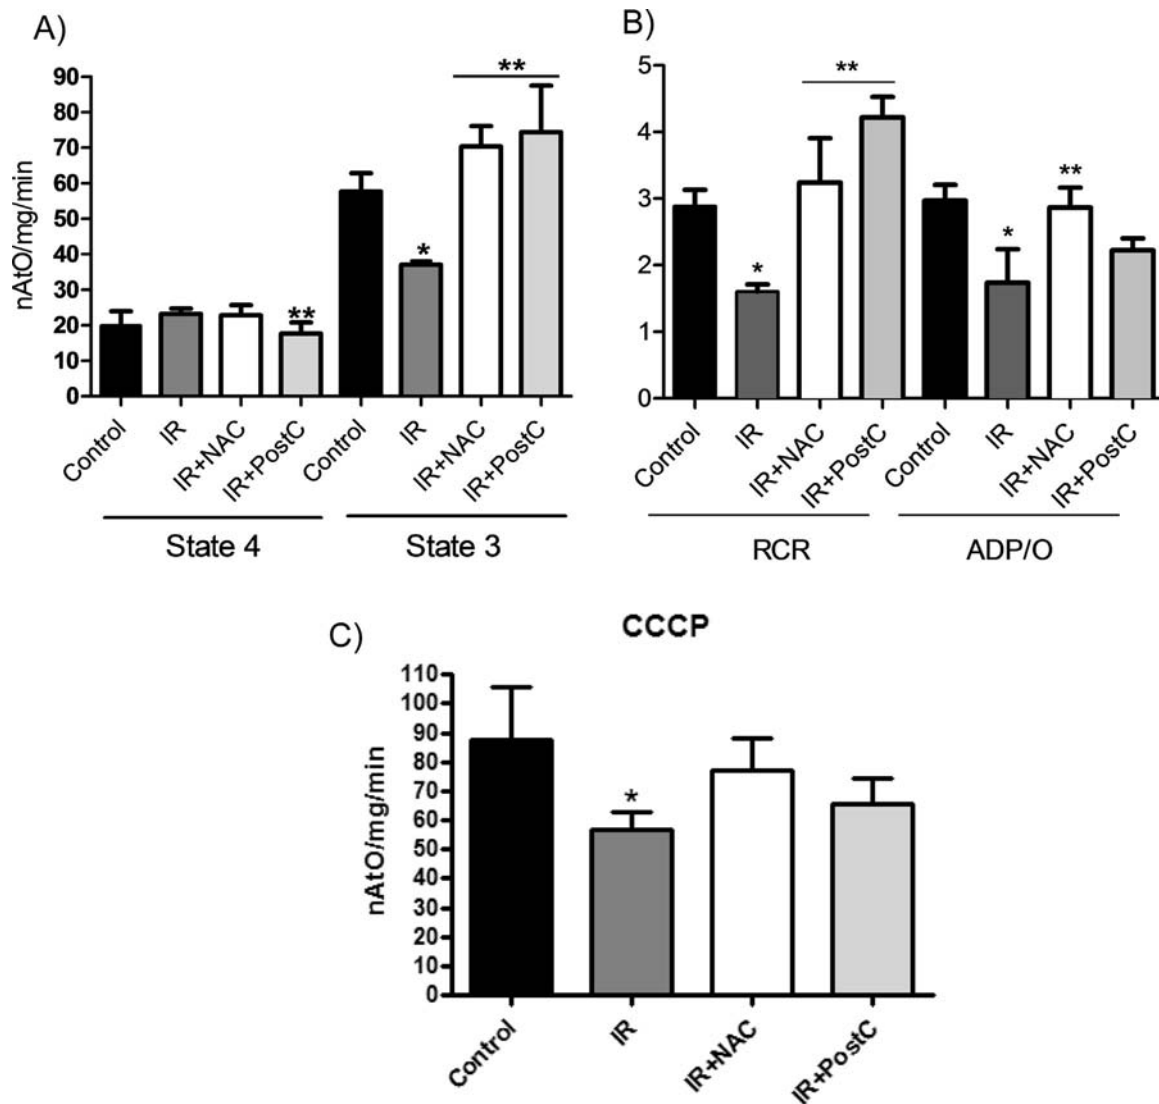 A)
**
90
80
70
60
50
40
30
20
10
0
nAtO/mg/min
**
*
Control
IR
IR+NAC
IR+PostC
Control
IR
IR+NAC
IR+PostC
State 4
State 3
B)
**
5
4
3
2
1
0
*
*
**
Control
IR
IR+NAC
IR+PostC
Control
IR
IR+NAC
IR+PostC
RCR
ADP/O
C)
CCCP
110
100
90
80
70
60
50
40
30
20
10
0
nAtO/mg/min
*
Control
IR
IR+NAC
IR+PostC